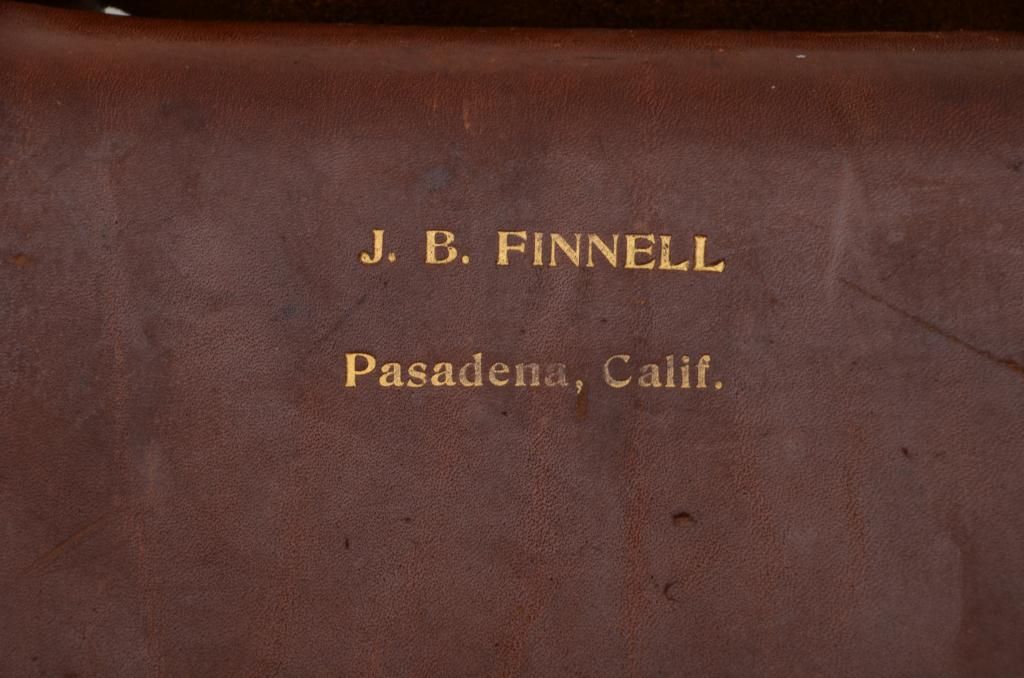 J. B. FINNELL
Pasadena, Calif.